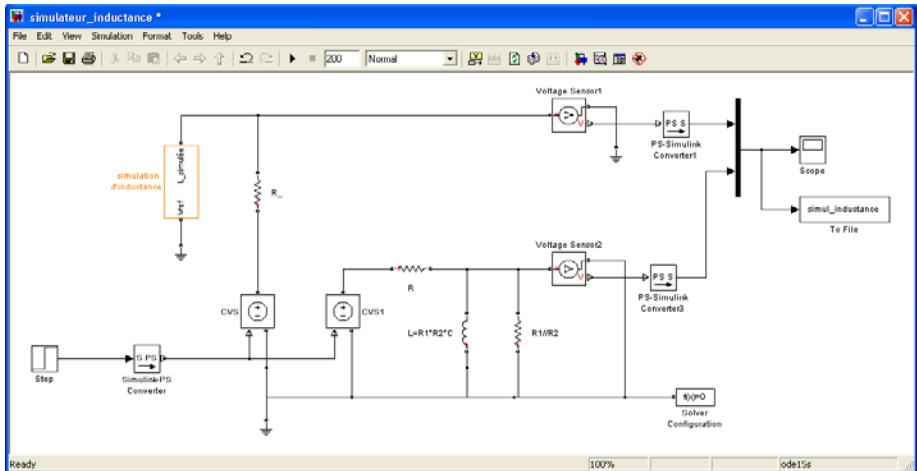 simulateur_inductance *
File Edit View Simulation Format Tools Help
200 Normal
Voltage Sensor1
V
PS S
PS-Simulink
Converter1
Scope
simul_inductance
To File
simulation
d'inductance
L_simulée
Vref
R_
Voltage Sensor2
V
PS S
PS-Simulink
Converter3
R
CVS
CVS1
L=R1*R2*C
R1//R2
Step
S PS
Simulink-PS
Converter
f(x)=0
Solver
Configuration
Ready 100% ode15s